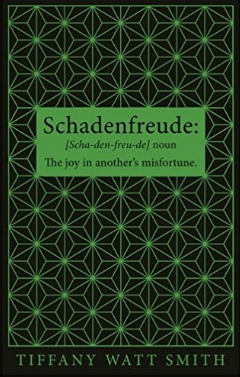 Schadenfreude:
[Scha-den-freu-de] noun
The joy in another's misfortune.
TIFFANY WATT SMITH